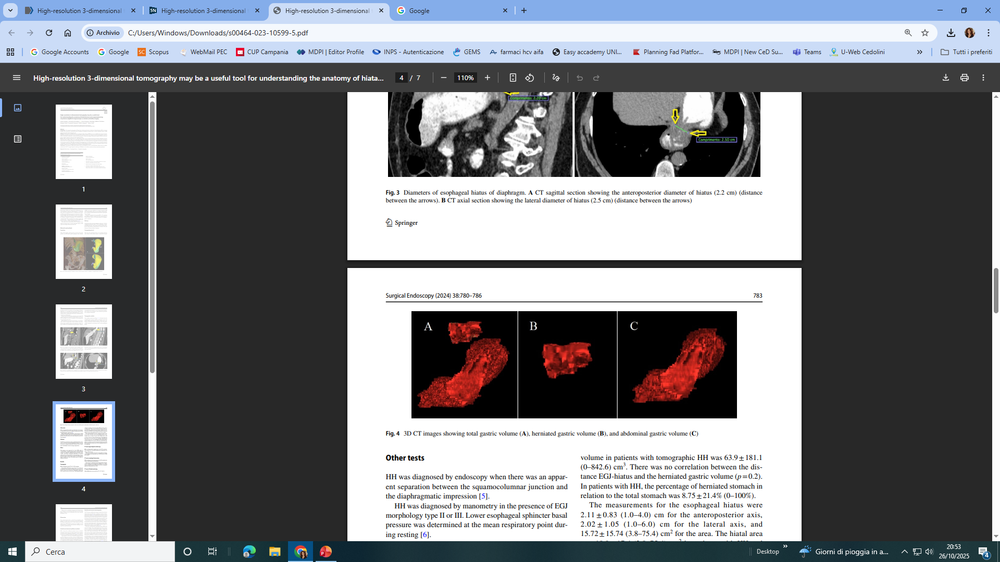 High-resolution 3-dimensional
High-resolution 3-dimensional
High-resolution 3-dimensional
Google
Archivio
C:/Users/Windows/Downloads/s00464-023-10599-5.pdf
Google Accounts
Google
Scopus
WebMail PEC
CUP Campania
MDPI | Editor Profile
INPS - Autenticazione
GEMS
farmaci hcv aifa
Easy accademy UNI...
Planning Fad Platfor...
MDPI | New CeD Su...
Teams
U-Web Cedolini
Tutti i preferiti
High-resolution 3-dimensional tomography may be a useful tool for understanding the anatomy of hiata...
4 / 7
110%
1
2
3
4
Comprimento: 2.20 cm
Comprimento: 2.50 cm
Fig. 3 Diameters of esophageal hiatus of diaphragm. A CT sagittal section showing the anteroposterior diameter of hiatus (2.2 cm) (distance
between the arrows). B CT axial section showing the lateral diameter of hiatus (2.5 cm) (distance between the arrows)
Springer
Surgical Endoscopy (2024) 38:780–786
783
A
B
C
Fig. 4 3D CT images showing total gastric volume (A), herniated gastric volume (B), and abdominal gastric volume (C)
Other tests
HH was diagnosed by endoscopy when there was an appar-
ent separation between the squamocolumnar junction and
the diaphragmatic impression [5].
HH was diagnosed by manometry in the presence of EGJ
morphology type II or III. Lower esophageal sphincter basal
pressure was determined at the mean respiratory point dur-
ing resting [6].
volume in patients with tomographic HH was 63.9 ± 181.1
(0–842.6) cm³. There was no correlation between the dis-
tance EGJ-hiatus and the herniated gastric volume (p = 0.2).
In patients with HH, the percentage of herniated stomach in
relation to the total stomach was 8.75 ± 21.4% (0–100%).
The measurements for the esophageal hiatus were
2.11 ± 0.83 (1.0–4.0) cm for the anteroposterior axis,
2.02 ± 1.05 (1.0–6.0) cm for the lateral axis, and
15.72 ± 15.74 (3.8–75.4) cm² for the area. The hiatal area
Cerca
Desktop
Giorni di pioggia in a...
20:53
26/10/2025
4